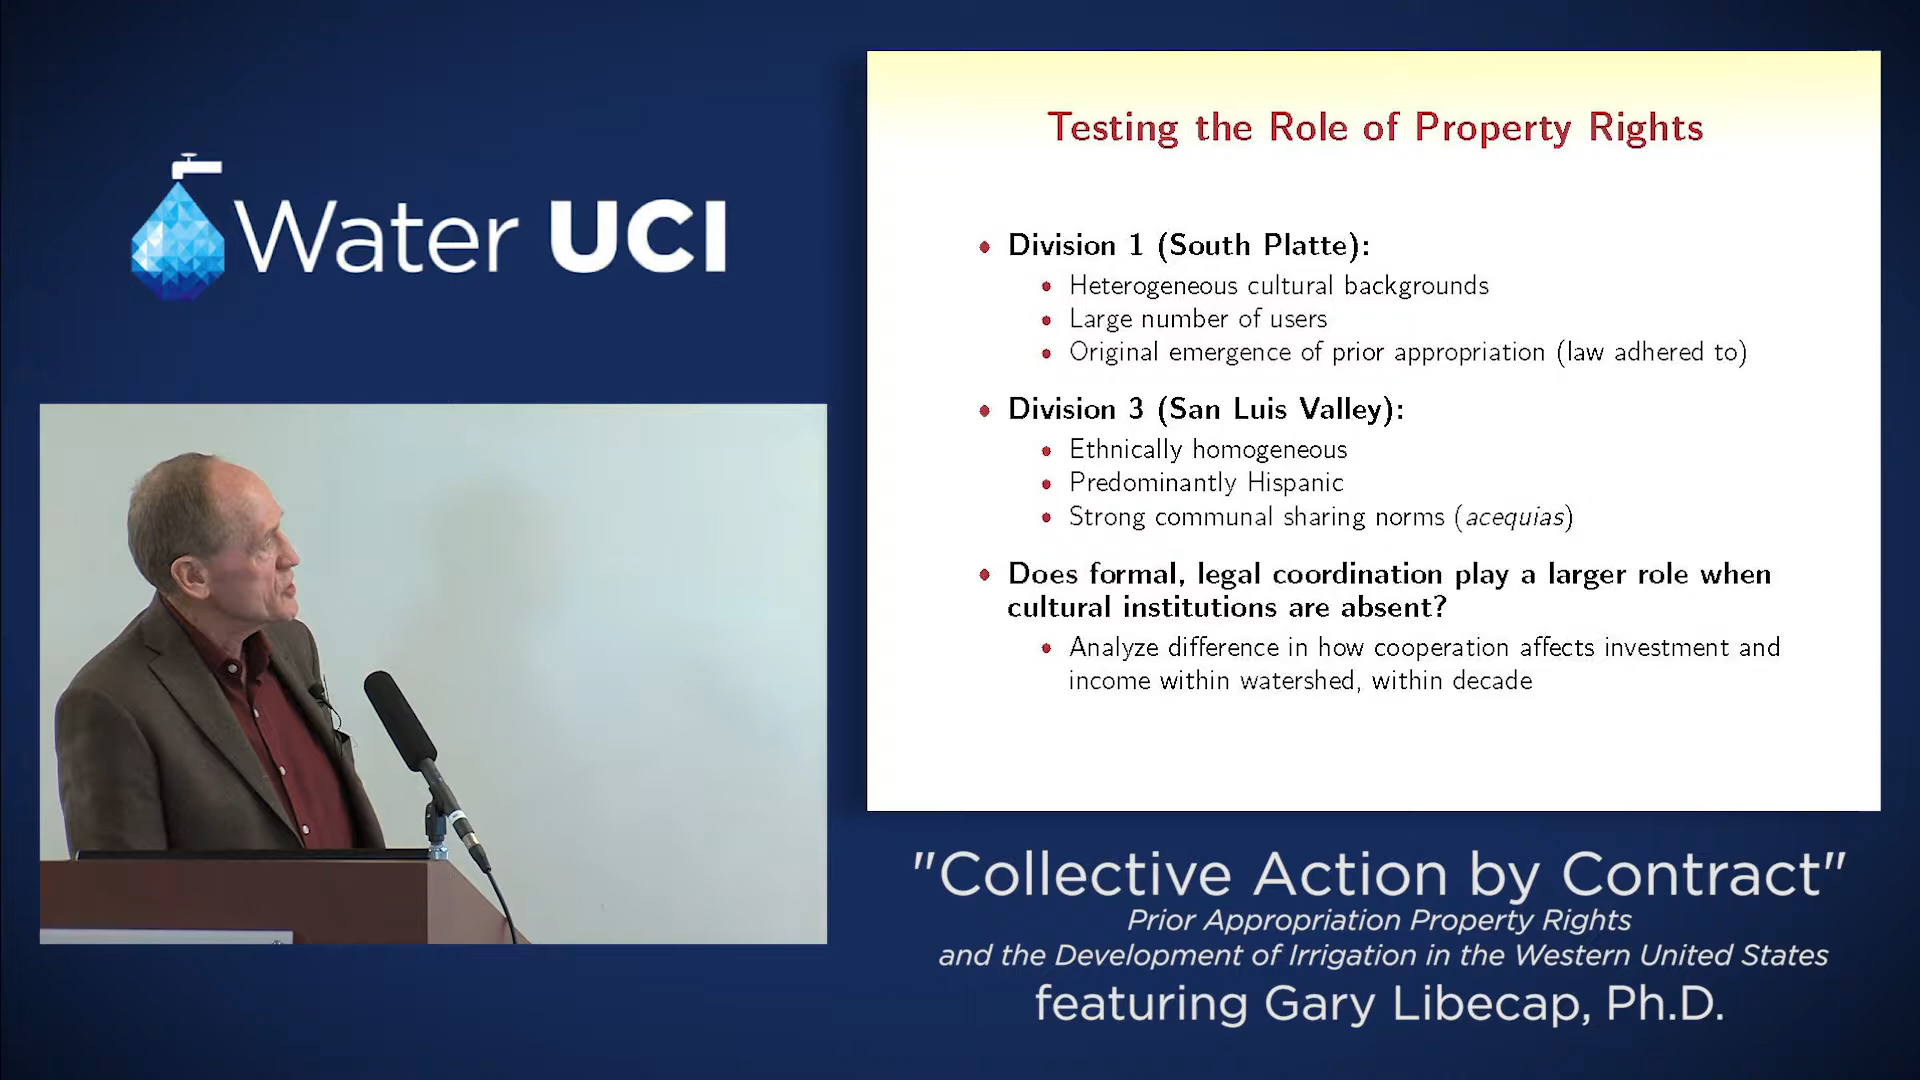 Water UCI
Testing the Role of Property Rights
• Division 1 (South Platte):
• Heterogeneous cultural backgrounds
• Large number of users
• Original emergence of prior appropriation (law adhered to)
• Division 3 (San Luis Valley):
• Ethnically homogeneous
• Predominantly Hispanic
• Strong communal sharing norms (acequias)
• Does formal, legal coordination play a larger role when
cultural institutions are absent?
• Analyze difference in how cooperation affects investment and
income within watershed, within decade
"Collective Action by Contract"
Prior Appropriation Property Rights
and the Development of Irrigation in the Western United States
featuring Gary Libecap, Ph.D.